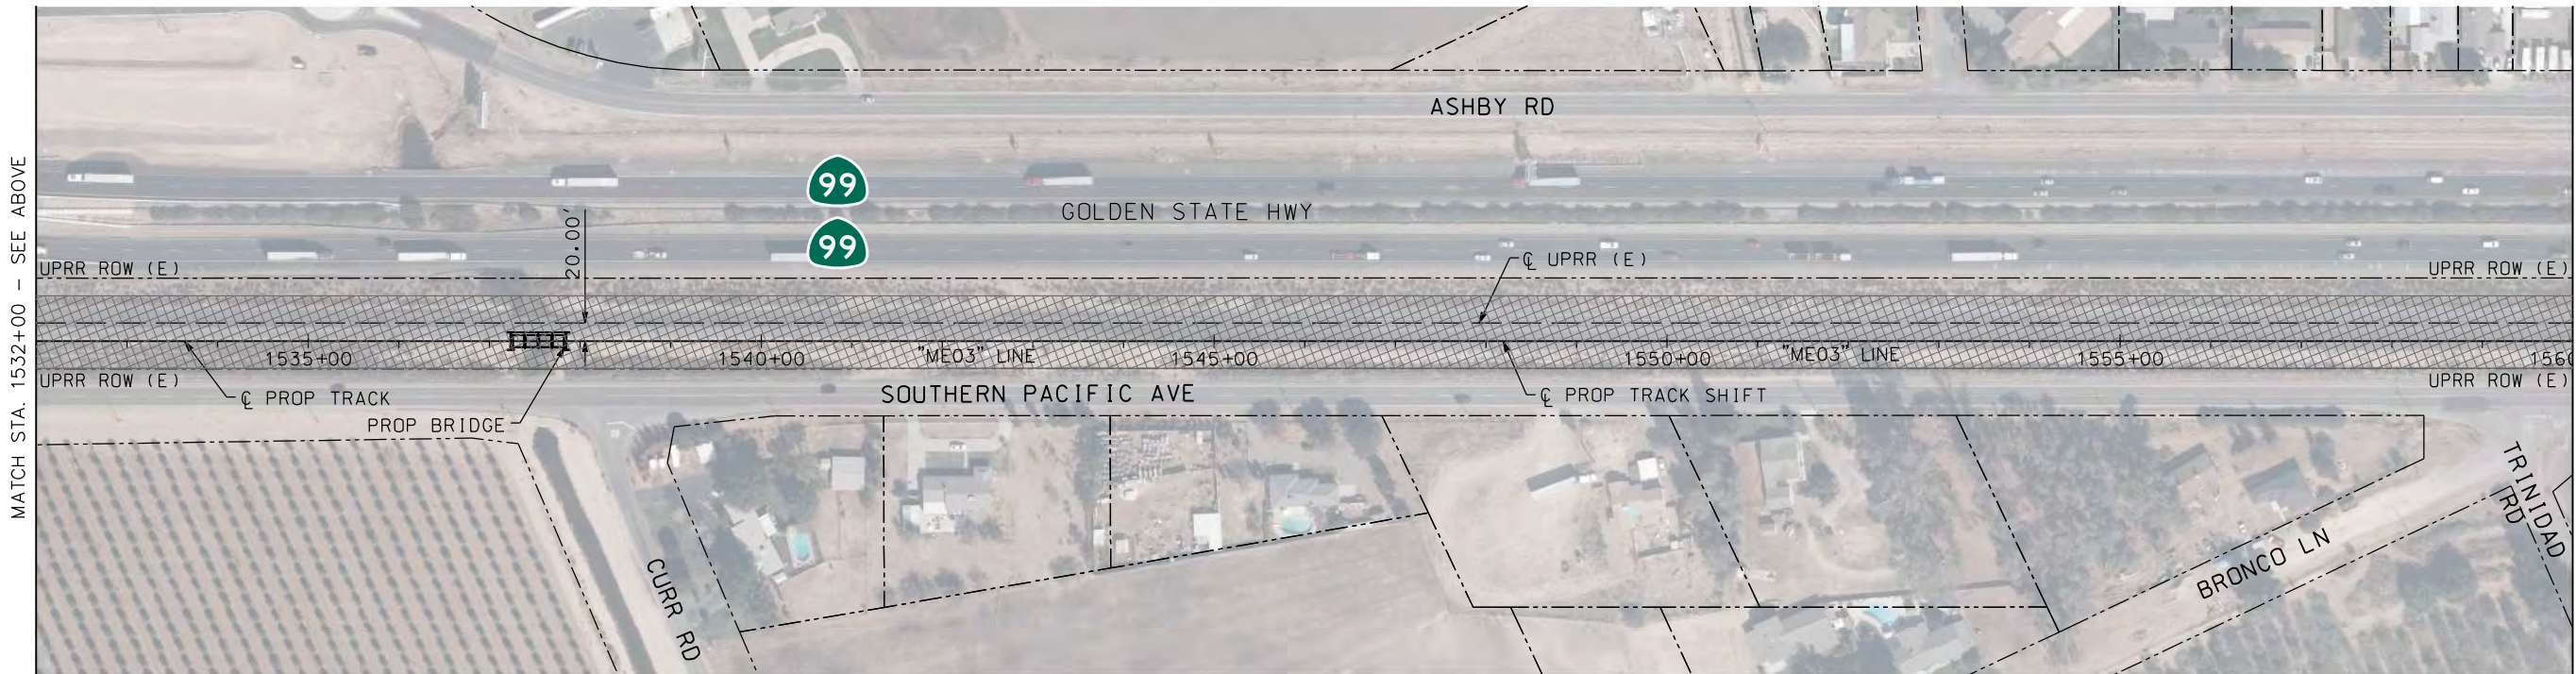 MATCH STA. 1532+00 - SEE ABOVE
ASHBY RD
99
GOLDEN STATE HWY
99
20.00'
UPRR ROW (E)
℄ UPRR (E)
UPRR ROW (E)
1535+00
1540+00
"ME03" LINE
1545+00
1550+00
"ME03" LINE
1555+00
UPRR ROW (E)
℄ PROP TRACK
PROP BRIDGE
SOUTHERN PACIFIC AVE
℄ PROP TRACK SHIFT
UPRR ROW (E)
CURR RD
BRONCO LN
TRINIDAD
RD